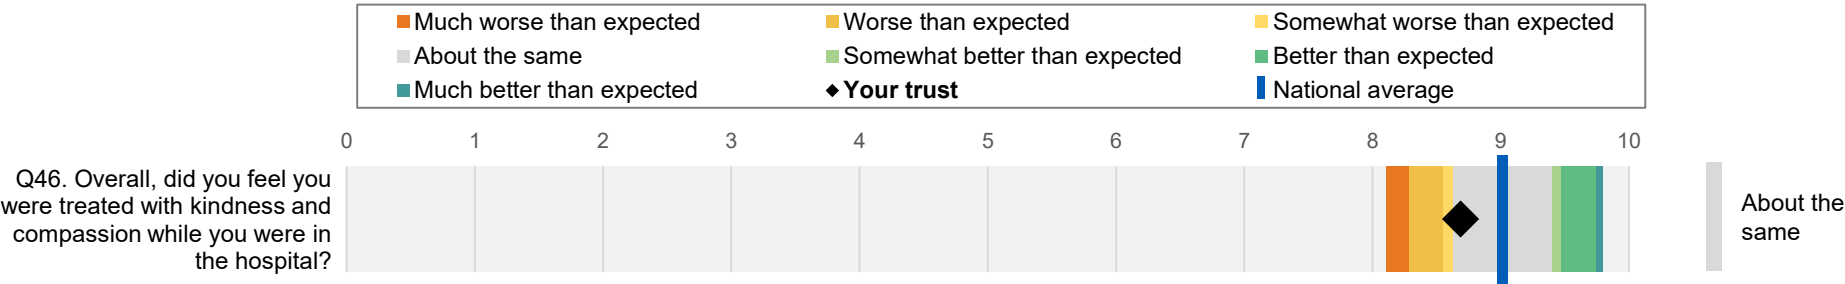 Much worse than expected
Worse than expected
Somewhat worse than expected
About the same
Somewhat better than expected
Better than expected
Much better than expected
Your trust
National average
0 1 2 3 4 5 6 7 8 9 10
Q46. Overall, did you feel you
were treated with kindness and
compassion while you were in
the hospital?
About the
same